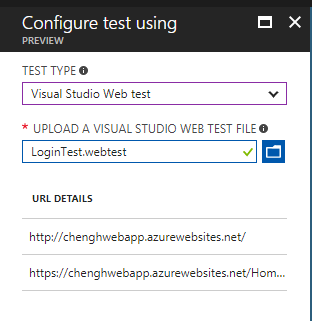 Configure test using
PREVIEW
TEST TYPE
Visual Studio Web test
* UPLOAD A VISUAL STUDIO WEB TEST FILE
LoginTest.webtest
URL DETAILS
http://chenghwebapp.azurewebsites.net/
https://chenghwebapp.azurewebsites.net/Hom...